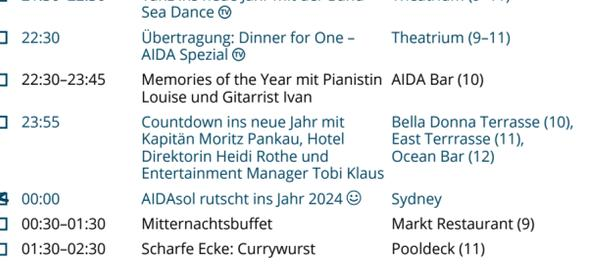 Sea Dance
22:30 Übertragung: Dinner for One – Theatrium (9–11)
AIDA Spezial
22:30–23:45 Memories of the Year mit Pianistin AIDA Bar (10)
Louise und Gitarrist Ivan
23:55 Countdown ins neue Jahr mit Bella Donna Terrasse (10),
Kapitän Moritz Pankau, Hotel East Terrrasse (11),
Direktorin Heidi Rothe und Ocean Bar (12)
Entertainment Manager Tobi Klaus
00:00 AIDAsol rutscht ins Jahr 2024 ☺ Sydney
00:30–01:30 Mitternachtsbuffet Markt Restaurant (9)
01:30–02:30 Scharfe Ecke: Currywurst Pooldeck (11)